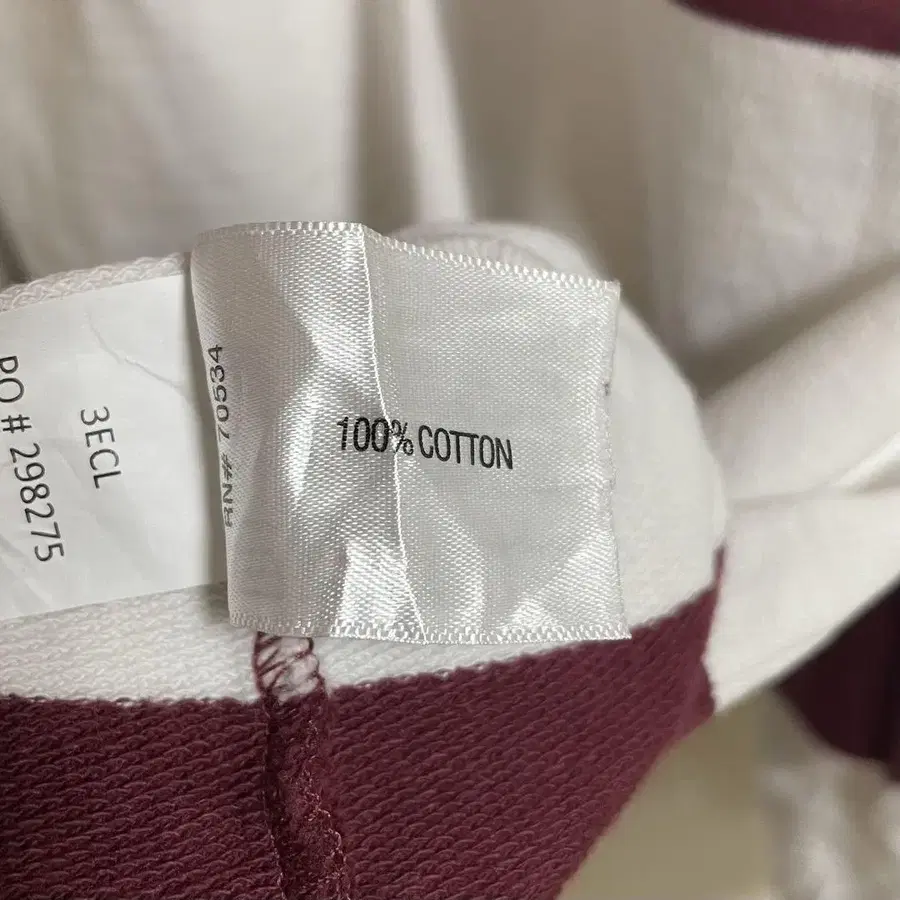 3ECL
PO # 298275
RN# 70534
100% COTTON